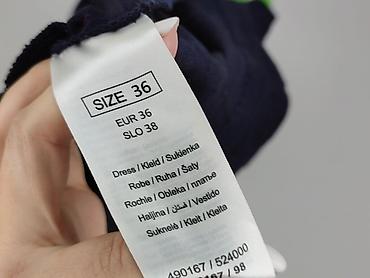 SIZE 36
EUR 36
SLO 38
Dress / Kleid / Sukienka
Robe / Ruha / Šaty
Rochie / Obleka / платье
Haljina / فستان / Vestido
Suknelė / Kleit / Kleita
490167 / 524000
/ 98